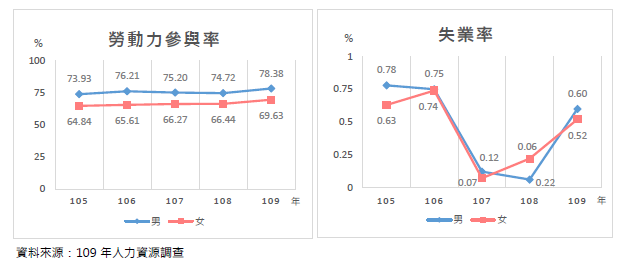 勞動力參與率
%
100
75
50
25
0
73.93 76.21 75.20 74.72 78.38
64.84 65.61 66.27 66.44 69.63
105 106 107 108 109 年
男 女
失業率
%
1
0.75
0.5
0.25
0
0.78 0.75 0.12 0.06 0.60
0.63 0.74 0.07 0.22 0.52
105 106 107 108 109 年
男 女
資料來源：109 年人力資源調查